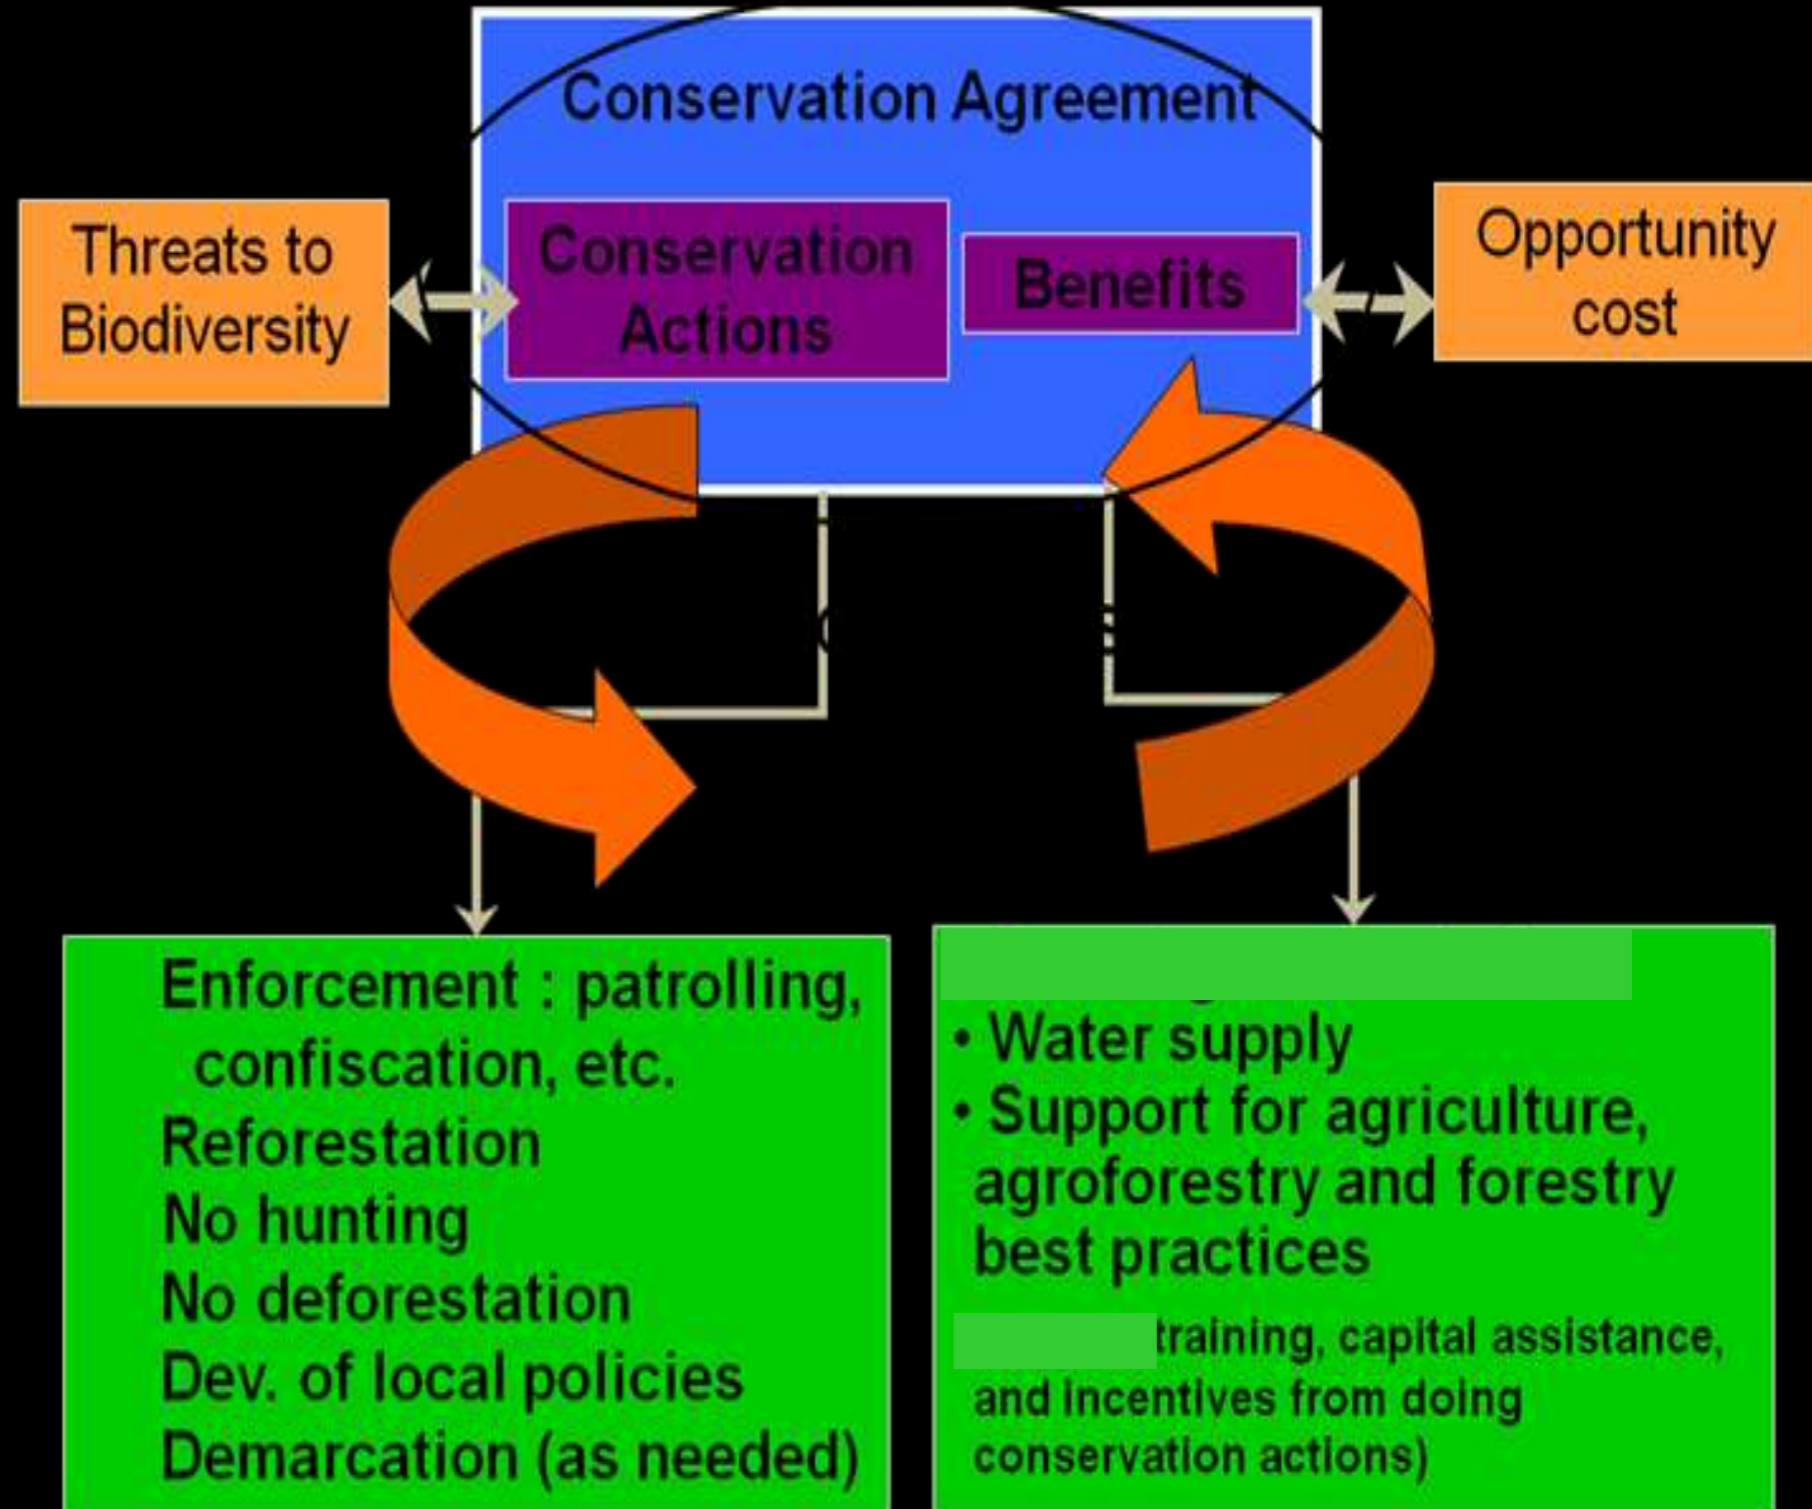 Conservation Agreement
Threats to
Biodiversity
Conservation
Actions
Benefits
Opportunity
cost
Enforcement : patrolling,
confiscation, etc.
Reforestation
No hunting
No deforestation
Dev. of local policies
Demarcation (as needed)
• Water supply
• Support for agriculture,
agroforestry and forestry
best practices
training, capital assistance,
and incentives from doing
conservation actions)